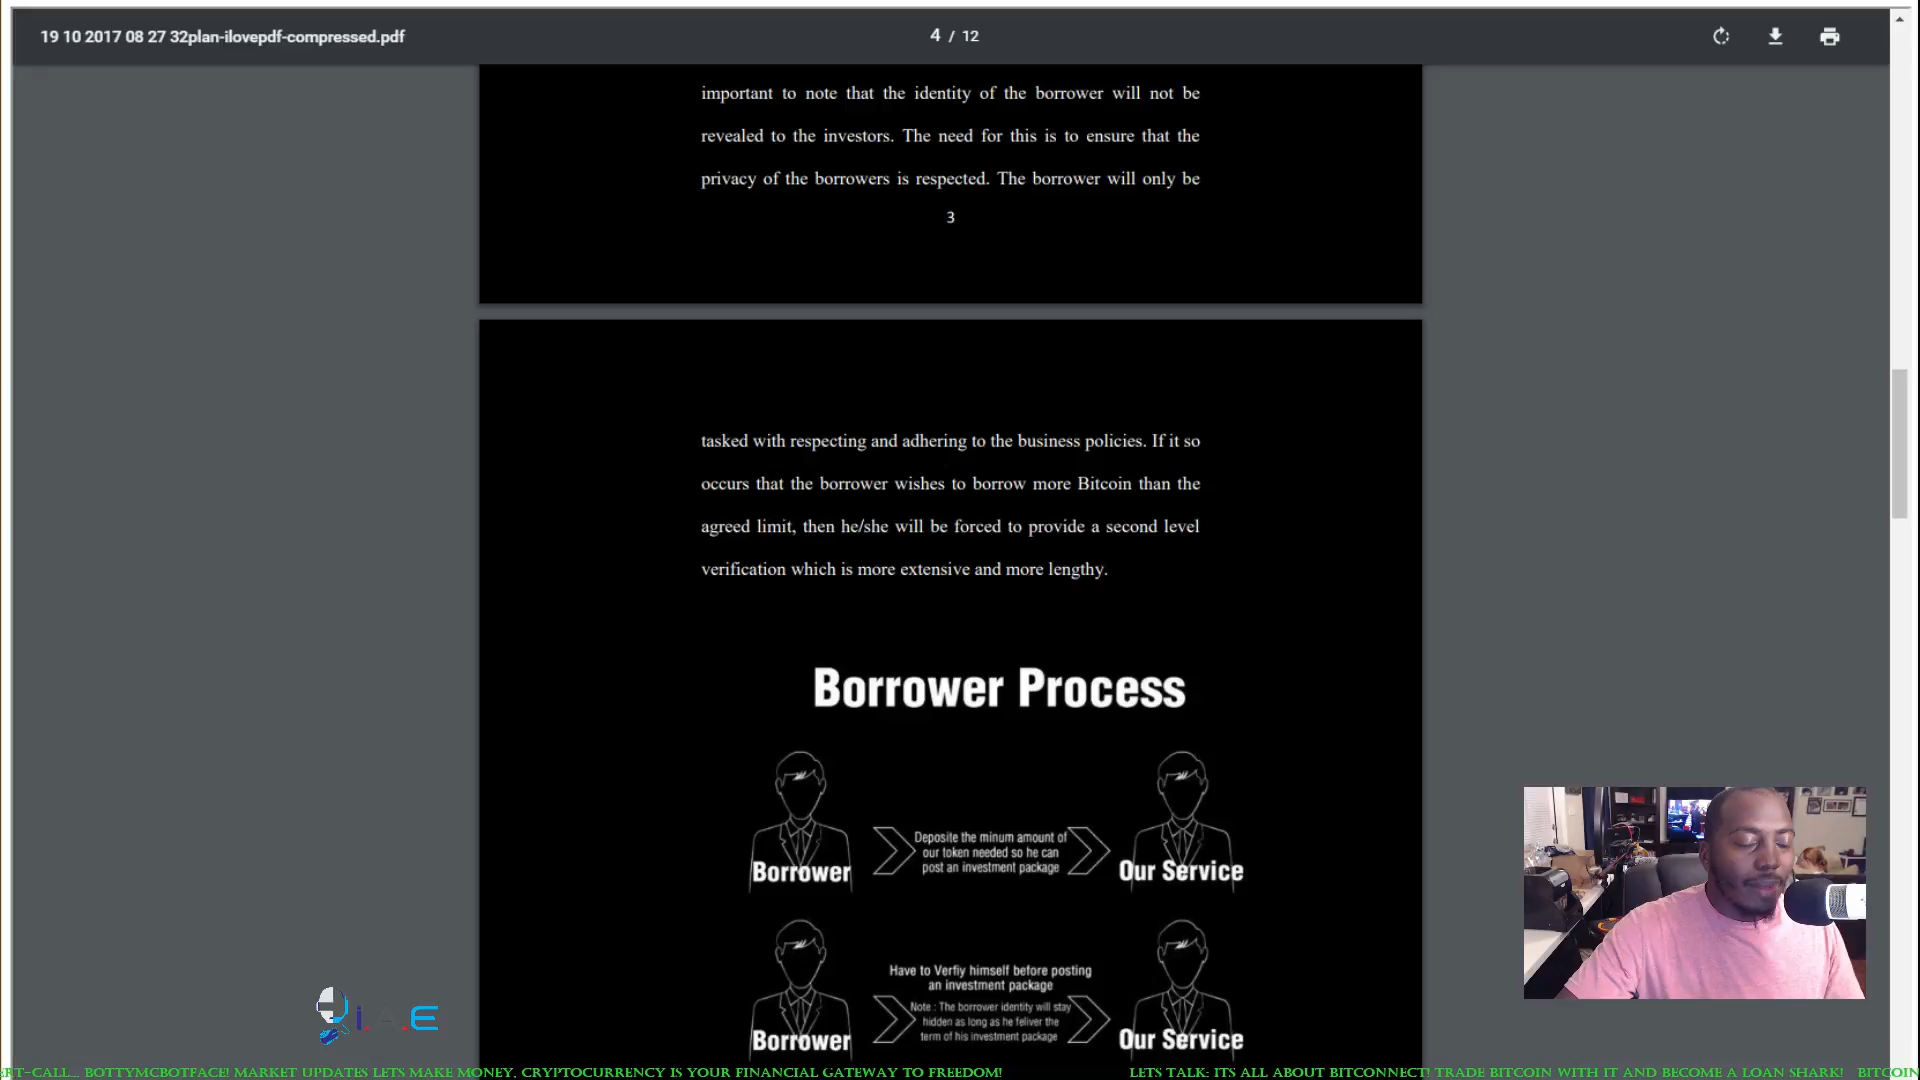 19 10 2017 08 27 32plan-ilovepdf-compressed.pdf
4 / 12
important to note that the identity of the borrower will not be
revealed to the investors. The need for this is to ensure that the
privacy of the borrowers is respected. The borrower will only be
3
tasked with respecting and adhering to the business policies. If it so
occurs that the borrower wishes to borrow more Bitcoin than the
agreed limit, then he/she will be forced to provide a second level
verification which is more extensive and more lengthy.
Borrower Process
Deposite the minum amount of
our token needed so he can
post an investment package
Borrower
Our Service
Have to Verfiy himself before posting
an investment package
Note : The borrower identity will stay
hidden as long as he feliver the
term of his investment package
Borrower
Our Service
I.A.E
ERT-CALL... BOTTYMCBOTFACE! MARKET UPDATES LETS MAKE MONEY, CRYPTOCURRENCY IS YOUR FINANCIAL GATEWAY TO FREEDOM! LETS TALK: ITS ALL ABOUT BITCONNECT! TRADE BITCOIN WITH IT AND BECOME A LOAN SHARK! BITCOIN